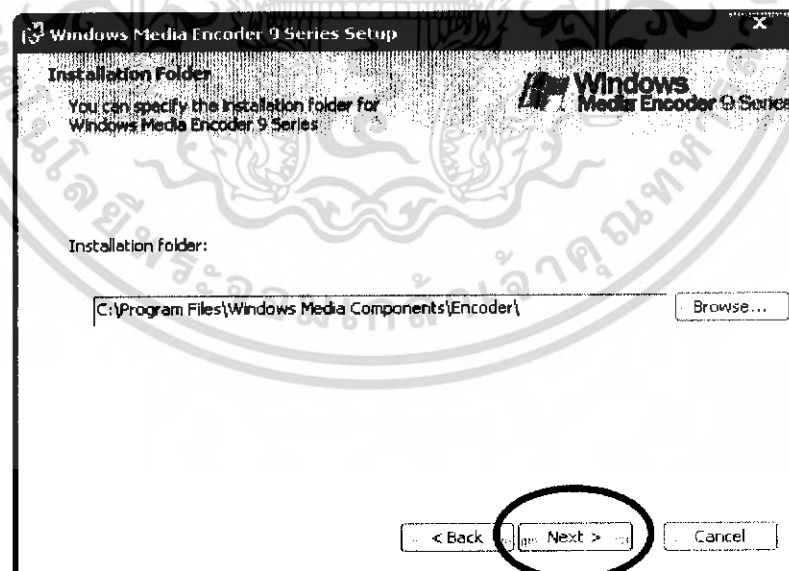 Windows Media Encoder 9 Series Setup
X
Installation Folder
You can specify the installation folder for
Windows Media Encoder 9 Series
Windows
Media Encoder 9 Series
Installation folder:
C:\Program Files\Windows Media Components\Encoder\
Browse...
< Back
Next >
Cancel